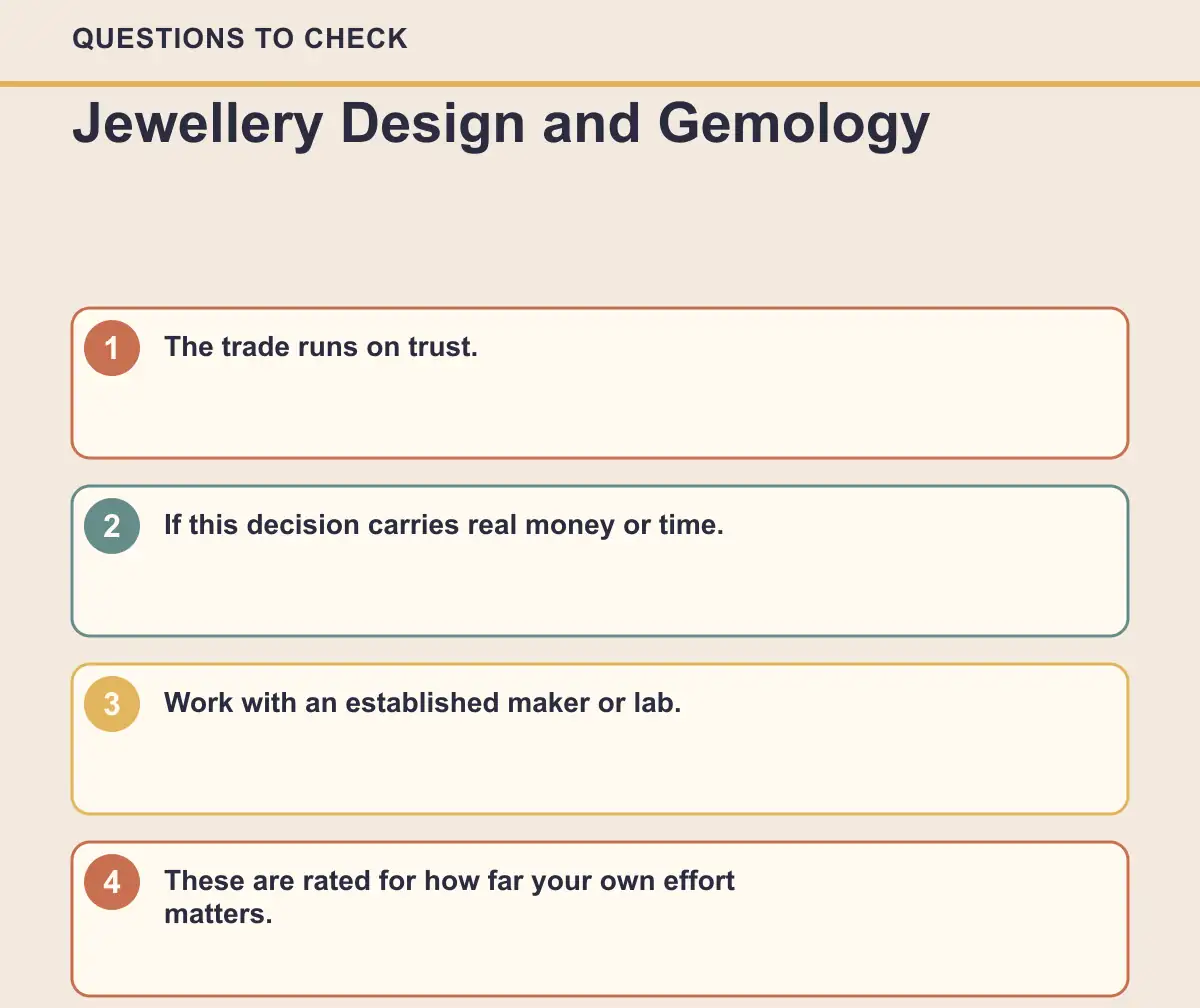 QUESTIONS TO CHECK
Jewellery Design and Gemology
1
The trade runs on trust.
2
If this decision carries real money or time.
3
Work with an established maker or lab.
4
These are rated for how far your own effort
matters.